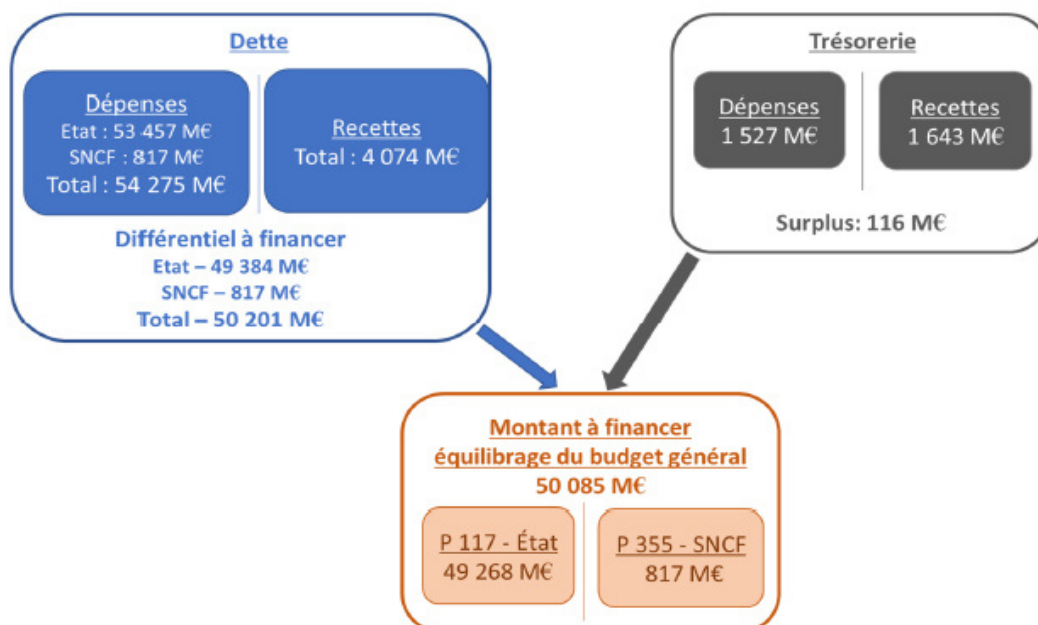 Dette
Dépenses
Etat : 53 457 M€
SNCF : 817 M€
Total : 54 275 M€
Recettes
Total : 4 074 M€
Différentiel à financer
Etat – 49 384 M€
SNCF – 817 M€
Total – 50 201 M€
Trésorerie
Dépenses
1 527 M€
Recettes
1 643 M€
Surplus: 116 M€
Montant à financer
équilibrage du budget général
50 085 M€
P 117 - État
49 268 M€
P 355 - SNCF
817 M€